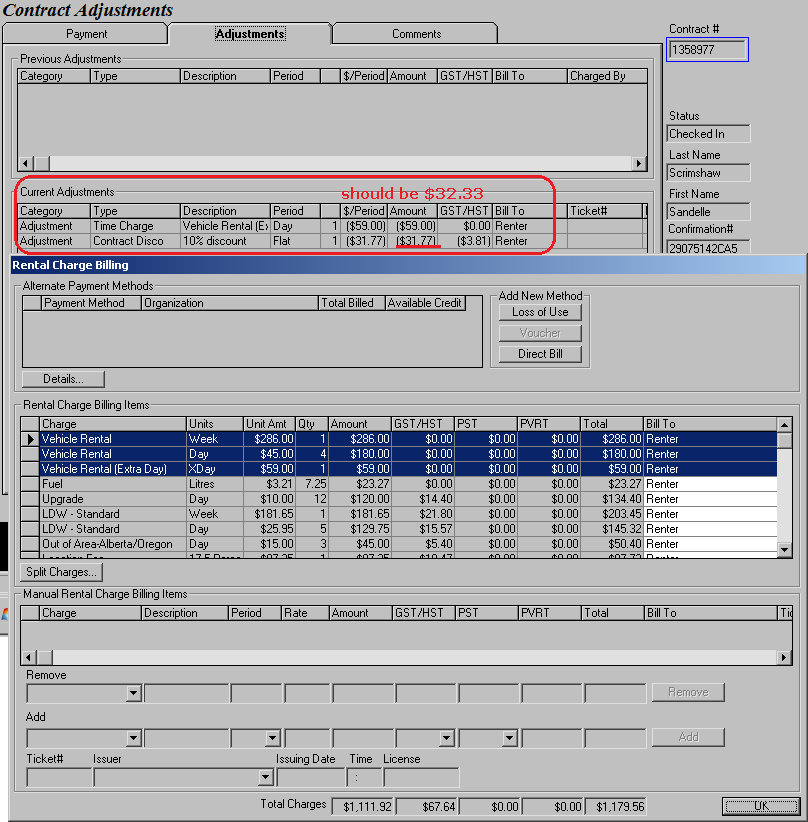 Contract Adjustments
Payment Adjustments Comments
Contract #
1358977
Previous Adjustments
Category Type Description Period $/Period Amount GST/HST Bill To Charged By
Status
Checked In
Last Name
Scrimshaw
First Name
Sandelle
Confirmation#
29075142CA5
Current Adjustments should be $32.33
Category Type Description Period $/Period Amount GST/HST Bill To Ticket#
Adjustment Time Charge Vehicle Rental (E Day 1 ($59.00) ($59.00) $0.00 Renter
Adjustment Contract Disco 10% discount Flat 1 ($31.77) ($31.77) ($3.81) Renter
Rental Charge Billing
Alternate Payment Methods
Payment Method Organization Total Billed Available Credit
Add New Method
Loss of Use
Voucher
Direct Bill
Details...
Rental Charge Billing Items
Charge Units Unit Amt Qty Amount GST/HST PST PVRT Total Bill To
Vehicle Rental Week $286.00 1 $286.00 $0.00 $0.00 $0.00 $286.00 Renter
Vehicle Rental Day $45.00 4 $180.00 $0.00 $0.00 $0.00 $180.00 Renter
Vehicle Rental (Extra Day) XDay $59.00 1 $59.00 $0.00 $0.00 $0.00 $59.00 Renter
Fuel Litres $3.21 7.25 $23.27 $0.00 $0.00 $0.00 $23.27 Renter
Upgrade Day $10.00 12 $120.00 $14.40 $0.00 $0.00 $134.40 Renter
LDW - Standard Week $181.65 1 $181.65 $21.80 $0.00 $0.00 $203.45 Renter
LDW - Standard Day $25.95 5 $129.75 $15.57 $0.00 $0.00 $145.32 Renter
Out of Area-Alberta/Oregon Day $15.00 3 $45.00 $5.40 $0.00 $0.00 $50.40 Renter
Split Charges...
Manual Rental Charge Billing Items
Charge Description Period Rate Amount GST/HST PST PVRT Total Bill To Tic
Remove
Remove
Add
Add
Ticket# Issuer Issuing Date Time License
:
Total Charges $1,111.92 $67.64 $0.00 $0.00 $1,179.56 OK